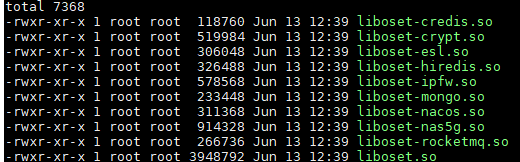 total 7368
-rwxr-xr-x 1 root root  118760 Jun 13 12:39 liboset-credis.so
-rwxr-xr-x 1 root root  519984 Jun 13 12:39 liboset-crypt.so
-rwxr-xr-x 1 root root  306048 Jun 13 12:39 liboset-esl.so
-rwxr-xr-x 1 root root  326488 Jun 13 12:39 liboset-hiredis.so
-rwxr-xr-x 1 root root  578568 Jun 13 12:39 liboset-ipfw.so
-rwxr-xr-x 1 root root  233448 Jun 13 12:39 liboset-mongo.so
-rwxr-xr-x 1 root root  311368 Jun 13 12:39 liboset-nacos.so
-rwxr-xr-x 1 root root  914328 Jun 13 12:39 liboset-nas5g.so
-rwxr-xr-x 1 root root  266736 Jun 13 12:39 liboset-rocketmq.so
-rwxr-xr-x 1 root root 3948792 Jun 13 12:39 liboset.so